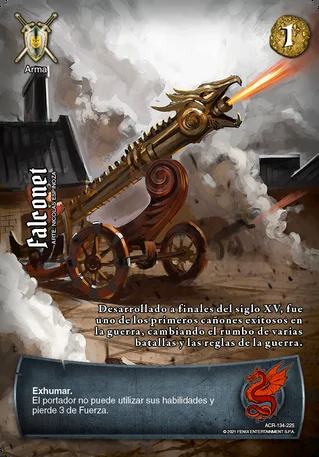 Arma
1
Falconet
ARTE: NICOLÁS ESPINOZA
Desarrollado a finales del siglo XV, fue
uno de los primeros cañones exitosos en
la guerra, cambiando el rumbo de varias
batallas y las reglas de la guerra.
Exhumar.
El portador no puede utilizar sus habilidades y
pierde 3 de Fuerza.
ACR-134-225
© 2021 FENIX ENTERTAINMENT S.P.A.